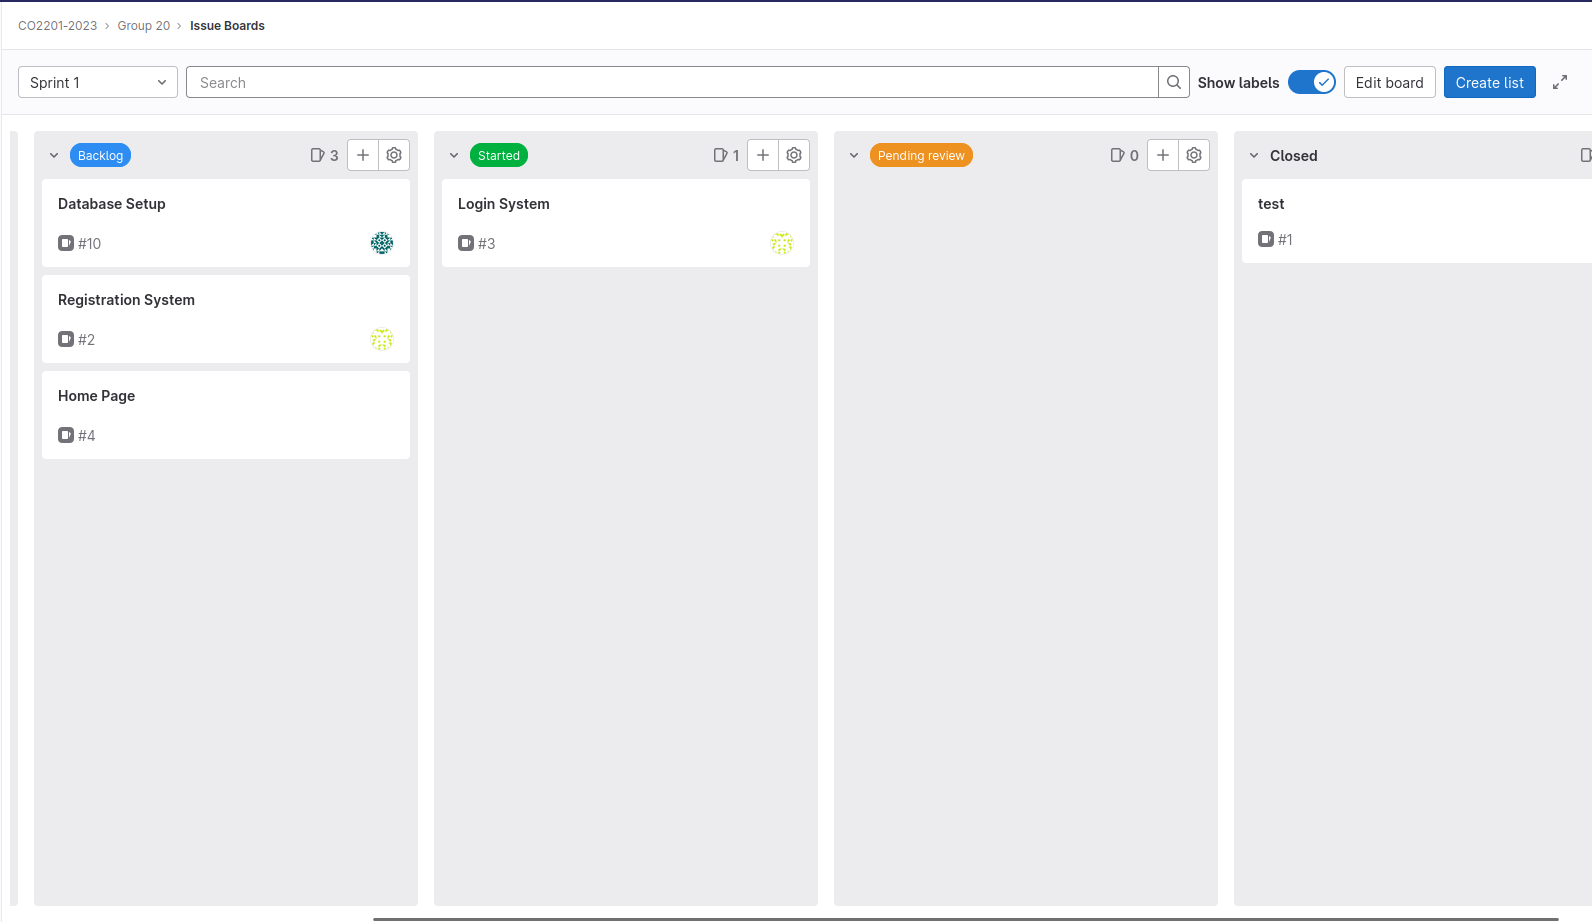 CO2201-2023 › Group 20 › Issue Boards
Sprint 1
Search
Show labels
Edit board
Create list
Backlog
3
Database Setup
#10
Registration System
#2
Home Page
#4
Started
1
Login System
#3
Pending review
0
Closed
test
#1